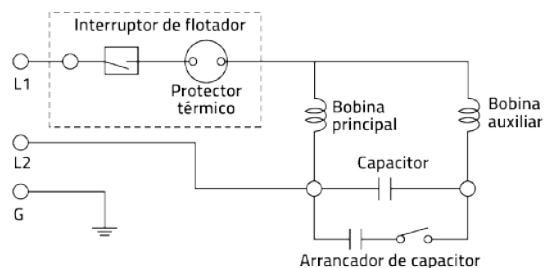 Interruptor de flotador
L1
Protector
térmico
Bobina
principal
Bobina
auxiliar
L2
Capacitor
G
Arrancador de capacitor